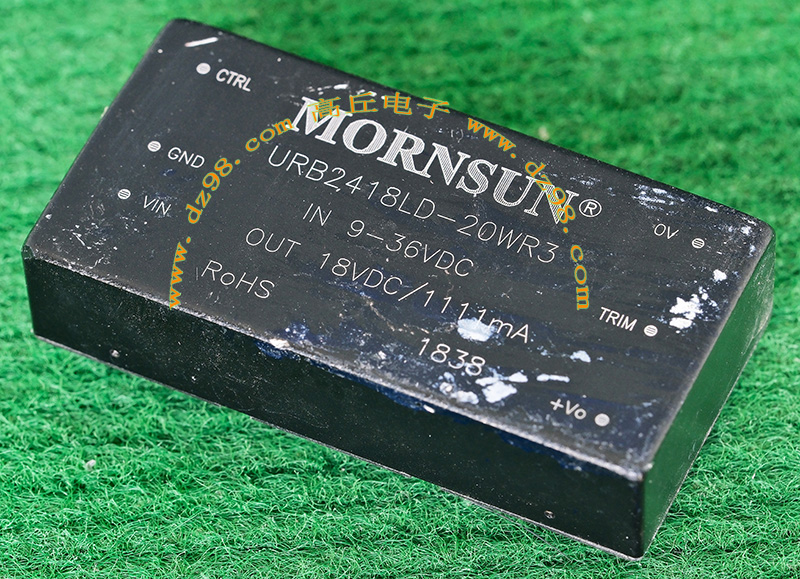 CTRL
GND
VIN
MORNSUN®
URB2418LD-20WR3
IN 9-36VDC
OUT 18VDC/1111mA
RoHS
1838
0V
TRIM
+Vo
www.dz98.com 高丘电子 www.dz98.com